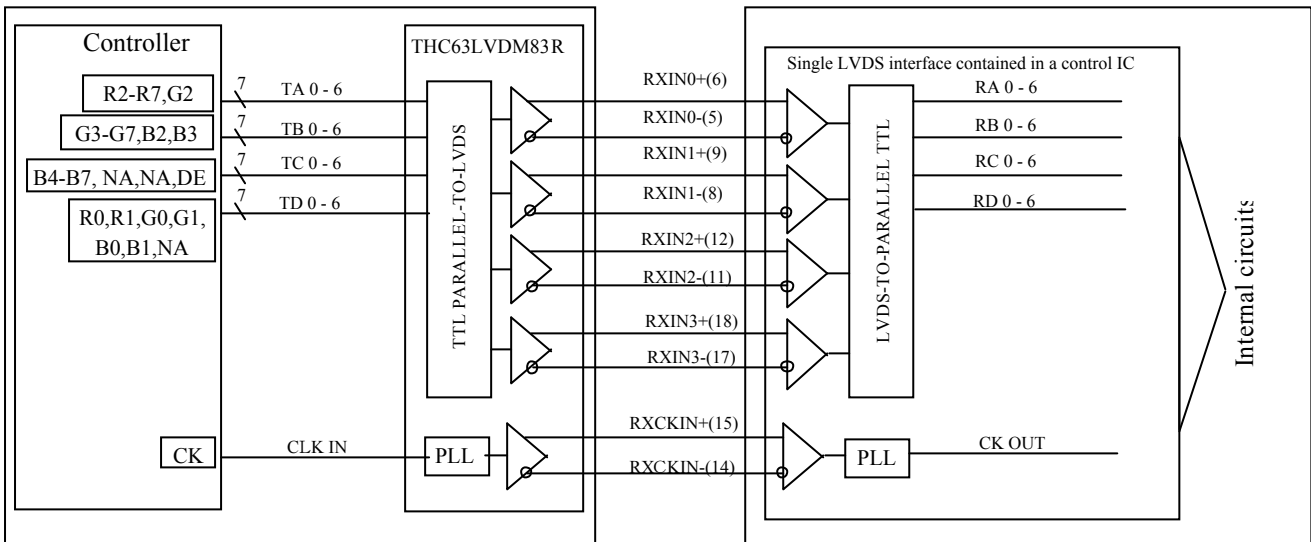 Controller
R2-R7,G2
G3-G7,B2,B3
B4-B7, NA,NA,DE
R0,R1,G0,G1,
B0,B1,NA
CK
7
TA 0 - 6
7
TB 0 - 6
7
TC 0 - 6
7
TD 0 - 6
CLK IN
THC63LVDM83R
TTL PARALLEL-TO-LVDS
PLL
RXIN0+(6)
RXIN0-(5)
RXIN1+(9)
RXIN1-(8)
RXIN2+(12)
RXIN2-(11)
RXIN3+(18)
RXIN3-(17)
RXCKIN+(15)
RXCKIN-(14)
Single LVDS interface contained in a control IC
LVDS-TO-PARALLEL TTL
PLL
RA 0 - 6
RB 0 - 6
RC 0 - 6
RD 0 - 6
CK OUT
Internal circuits